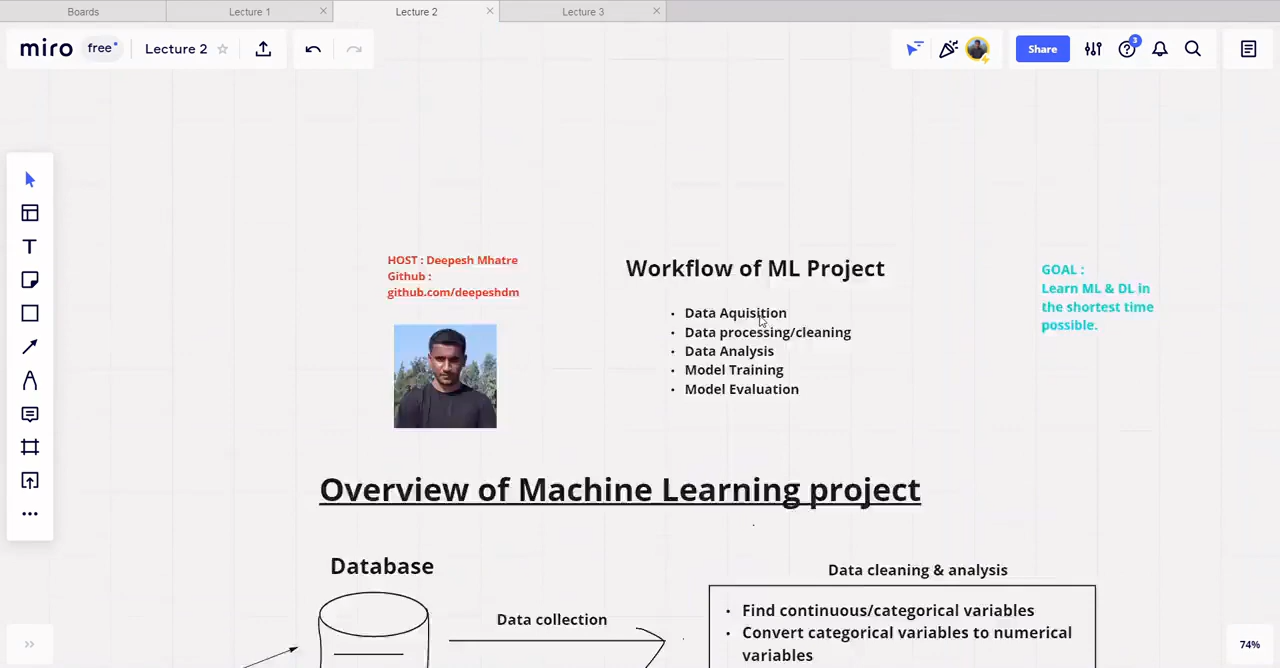 Boards
Lecture 1
Lecture 2
Lecture 3
miro
free
Lecture 2
Share
3
HOST : Deepesh Mhatre
Github :
github.com/deepeshdm
Workflow of ML Project
Data Aquisition
Data processing/cleaning
Data Analysis
Model Training
Model Evaluation
GOAL :
Learn ML & DL in
the shortest time
possible.
Overview of Machine Learning project
Database
Data collection
Data cleaning & analysis
Find continuous/categorical variables
Convert categorical variables to numerical
variables
74%